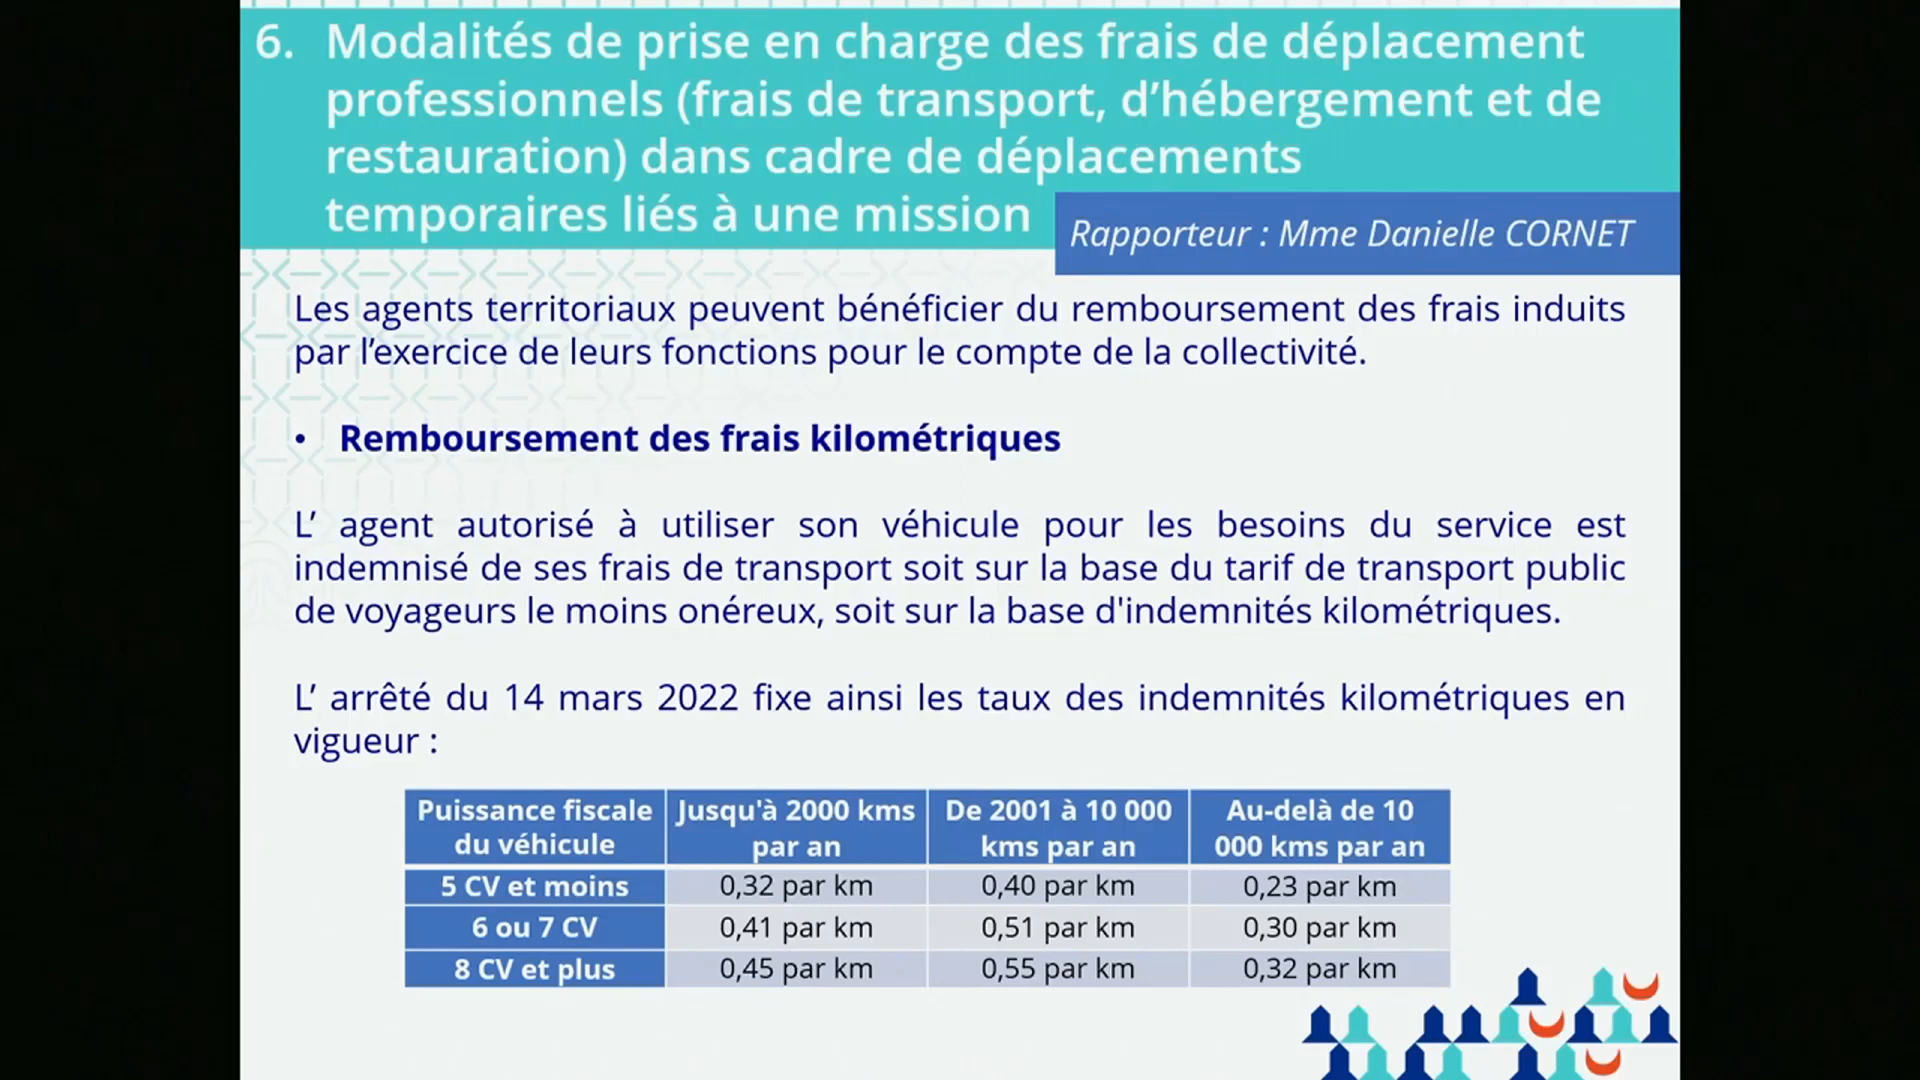 6. Modalités de prise en charge des frais de déplacement
professionnels (frais de transport, d’hébergement et de
restauration) dans cadre de déplacements
temporaires liés à une mission
Rapporteur : Mme Danielle CORNET
Les agents territoriaux peuvent bénéficier du remboursement des frais induits
par l’exercice de leurs fonctions pour le compte de la collectivité.
• Remboursement des frais kilométriques
L’ agent autorisé à utiliser son véhicule pour les besoins du service est
indemnisé de ses frais de transport soit sur la base du tarif de transport public
de voyageurs le moins onéreux, soit sur la base d'indemnités kilométriques.
L’ arrêté du 14 mars 2022 fixe ainsi les taux des indemnités kilométriques en
vigueur :
Puissance fiscale du véhicule Jusqu'à 2000 kms par an De 2001 à 10 000 kms par an Au-delà de 10 000 kms par an
5 CV et moins 0,32 par km 0,40 par km 0,23 par km
6 ou 7 CV 0,41 par km 0,51 par km 0,30 par km
8 CV et plus 0,45 par km 0,55 par km 0,32 par km